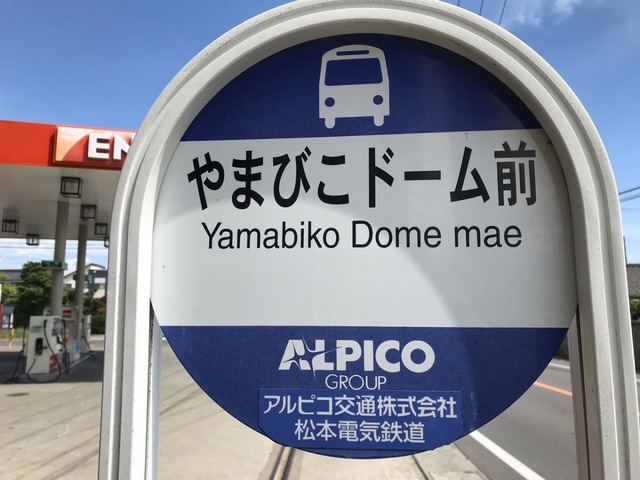 EN
やまびこドーム前
Yamabiko Dome mae
ALPICO
GROUP
アルピコ交通株式会社
松本電気鉄道